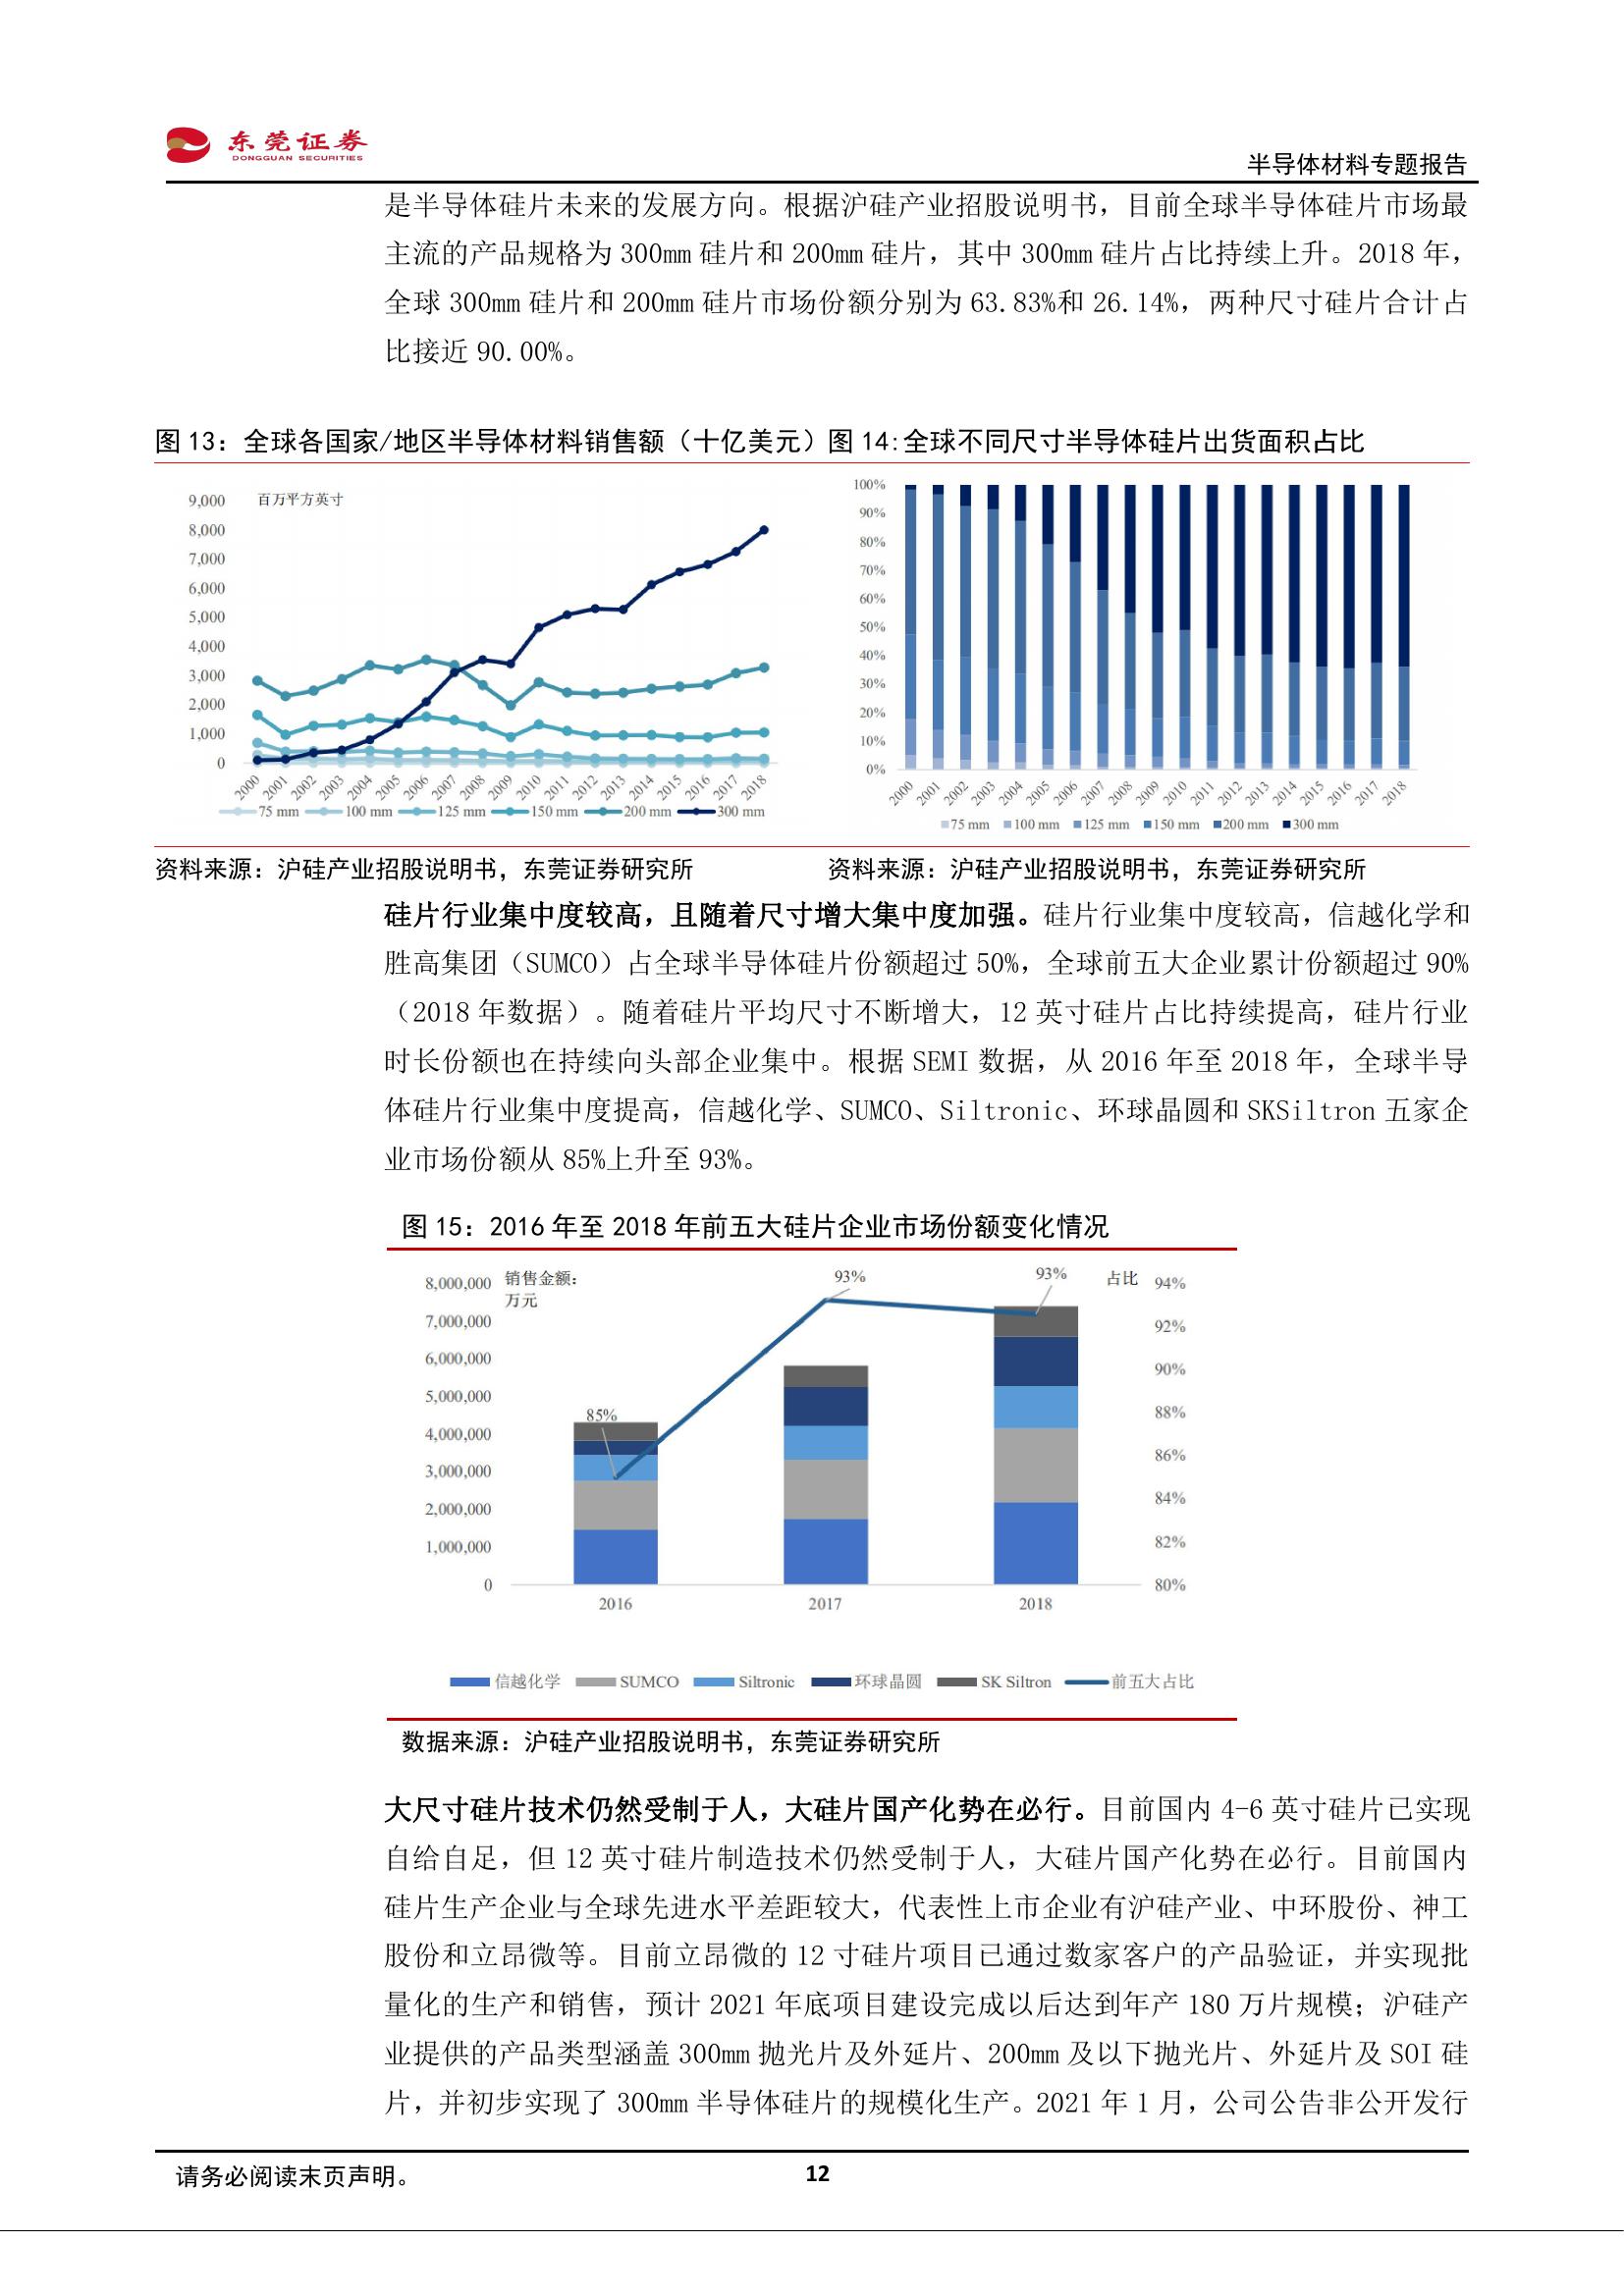 东莞证券
DONGGUAN SECURITIES
半导体材料专题报告
是半导体硅片未来的发展方向。根据沪硅产业招股说明书，目前全球半导体硅片市场最
主流的产品规格为 300mm 硅片和 200mm 硅片，其中 300mm 硅片占比持续上升。2018 年，
全球 300mm 硅片和 200mm 硅片市场份额分别为 63.83%和 26.14%，两种尺寸硅片合计占
比接近 90.00%。
图 13：全球各国家/地区半导体材料销售额（十亿美元）
9,000
百万平方英寸
8,000
7,000
6,000
5,000
4,000
3,000
2,000
1,000
0
2000 2001 2002 2003 2004 2005 2006 2007 2008 2009 2010 2011 2012 2013 2014 2015 2016 2017 2018
75 mm 100 mm 125 mm 150 mm 200 mm 300 mm
资料来源：沪硅产业招股说明书，东莞证券研究所
图 14:全球不同尺寸半导体硅片出货面积占比
100%
90%
80%
70%
60%
50%
40%
30%
20%
10%
0%
2000 2001 2002 2003 2004 2005 2006 2007 2008 2009 2010 2011 2012 2013 2014 2015 2016 2017 2018
75 mm 100 mm 125 mm 150 mm 200 mm 300 mm
资料来源：沪硅产业招股说明书，东莞证券研究所
硅片行业集中度较高，且随着尺寸增大集中度加强。硅片行业集中度较高，信越化学和
胜高集团（SUMCO）占全球半导体硅片份额超过 50%，全球前五大企业累计份额超过 90%
（2018 年数据）。随着硅片平均尺寸不断增大，12 英寸硅片占比持续提高，硅片行业
时长份额也在持续向头部企业集中。根据 SEMI 数据，从 2016 年至 2018 年，全球半导
体硅片行业集中度提高，信越化学、SUMCO、Siltronic、环球晶圆和 SKSiltron 五家企
业市场份额从 85%上升至 93%。
图 15：2016 年至 2018 年前五大硅片企业市场份额变化情况
销售金额：
万元
占比
8,000,000
7,000,000
6,000,000
5,000,000
4,000,000
3,000,000
2,000,000
1,000,000
0
85%
93%
93%
94%
92%
90%
88%
86%
84%
82%
80%
2016 2017 2018
信越化学 SUMCO Siltronic 环球晶圆 SK Siltron 前五大占比
数据来源：沪硅产业招股说明书，东莞证券研究所
大尺寸硅片技术仍然受制于人，大硅片国产化势在必行。目前国内 4-6 英寸硅片已实现
自给自足，但 12 英寸硅片制造技术仍然受制于人，大硅片国产化势在必行。目前国内
硅片生产企业与全球先进水平差距较大，代表性上市企业有沪硅产业、中环股份、神工
股份和立昂微等。目前立昂微的 12 寸硅片项目已通过数家客户的产品验证，并实现批
量化的生产和销售，预计 2021 年底项目建设完成以后达到年产 180 万片规模；沪硅产
业提供的产品类型涵盖 300mm 抛光片及外延片、200mm 及以下抛光片、外延片及 SOI 硅
片，并初步实现了 300mm 半导体硅片的规模化生产。2021 年 1 月，公司公告非公开发行
请务必阅读末页声明。
12